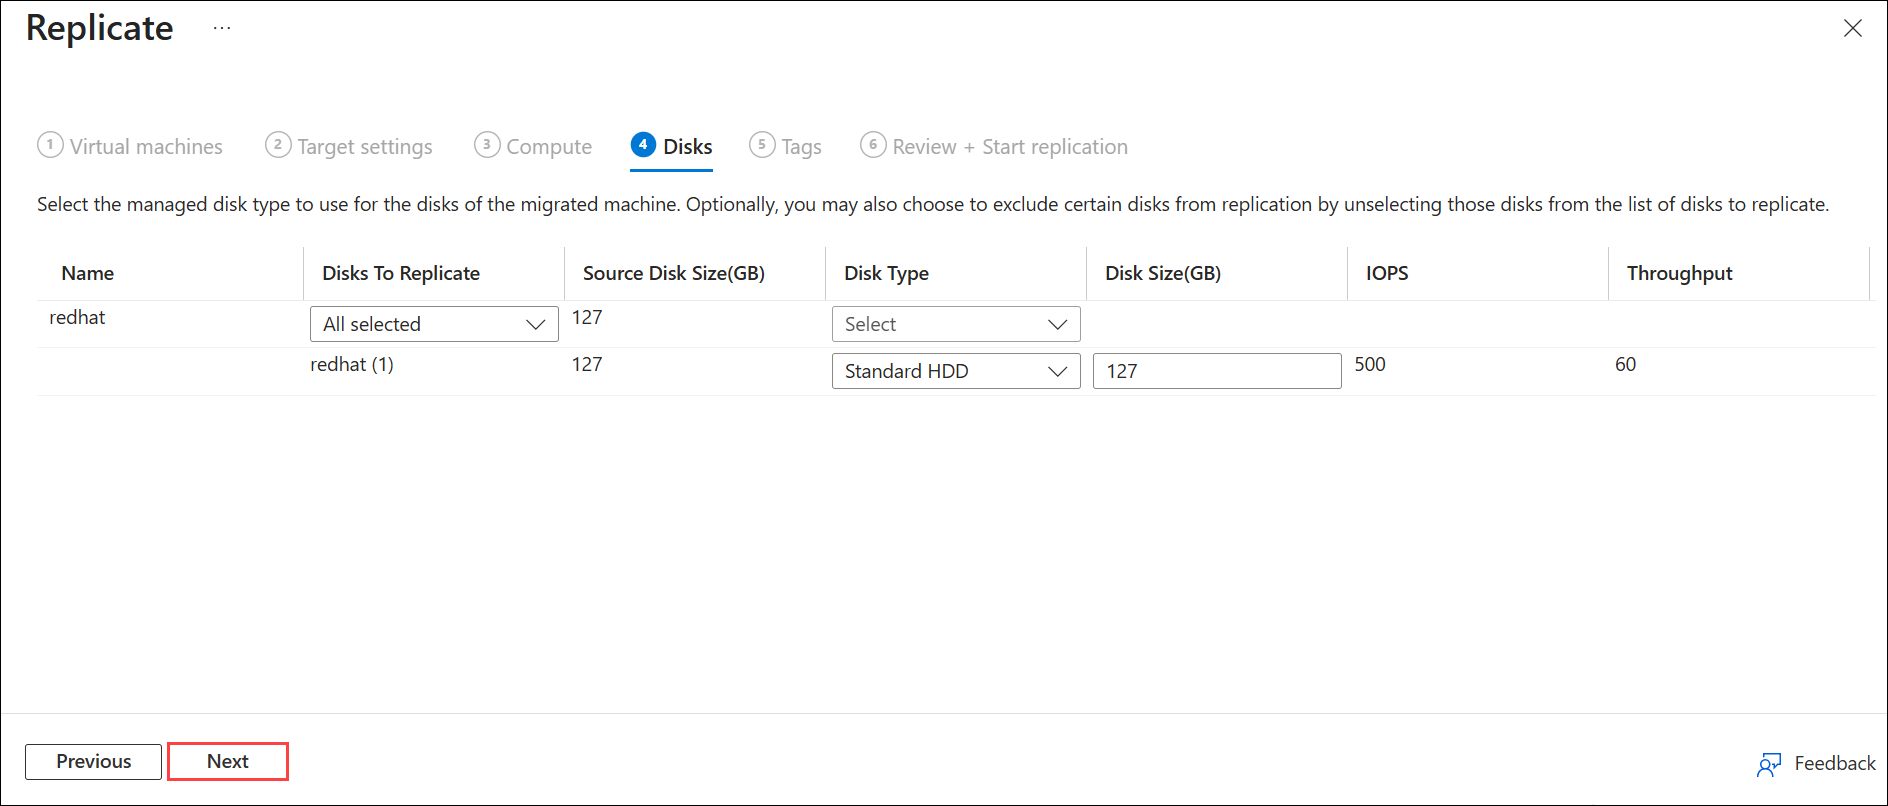 Replicate ...
1 Virtual machines 2 Target settings 3 Compute 4 Disks 5 Tags 6 Review + Start replication
Select the managed disk type to use for the disks of the migrated machine. Optionally, you may also choose to exclude certain disks from replication by unselecting those disks from the list of disks to replicate.
Name Disks To Replicate Source Disk Size(GB) Disk Type Disk Size(GB) IOPS Throughput
redhat All selected 127 Select
redhat (1) 127 Standard HDD 127 500 60
Previous Next Feedback